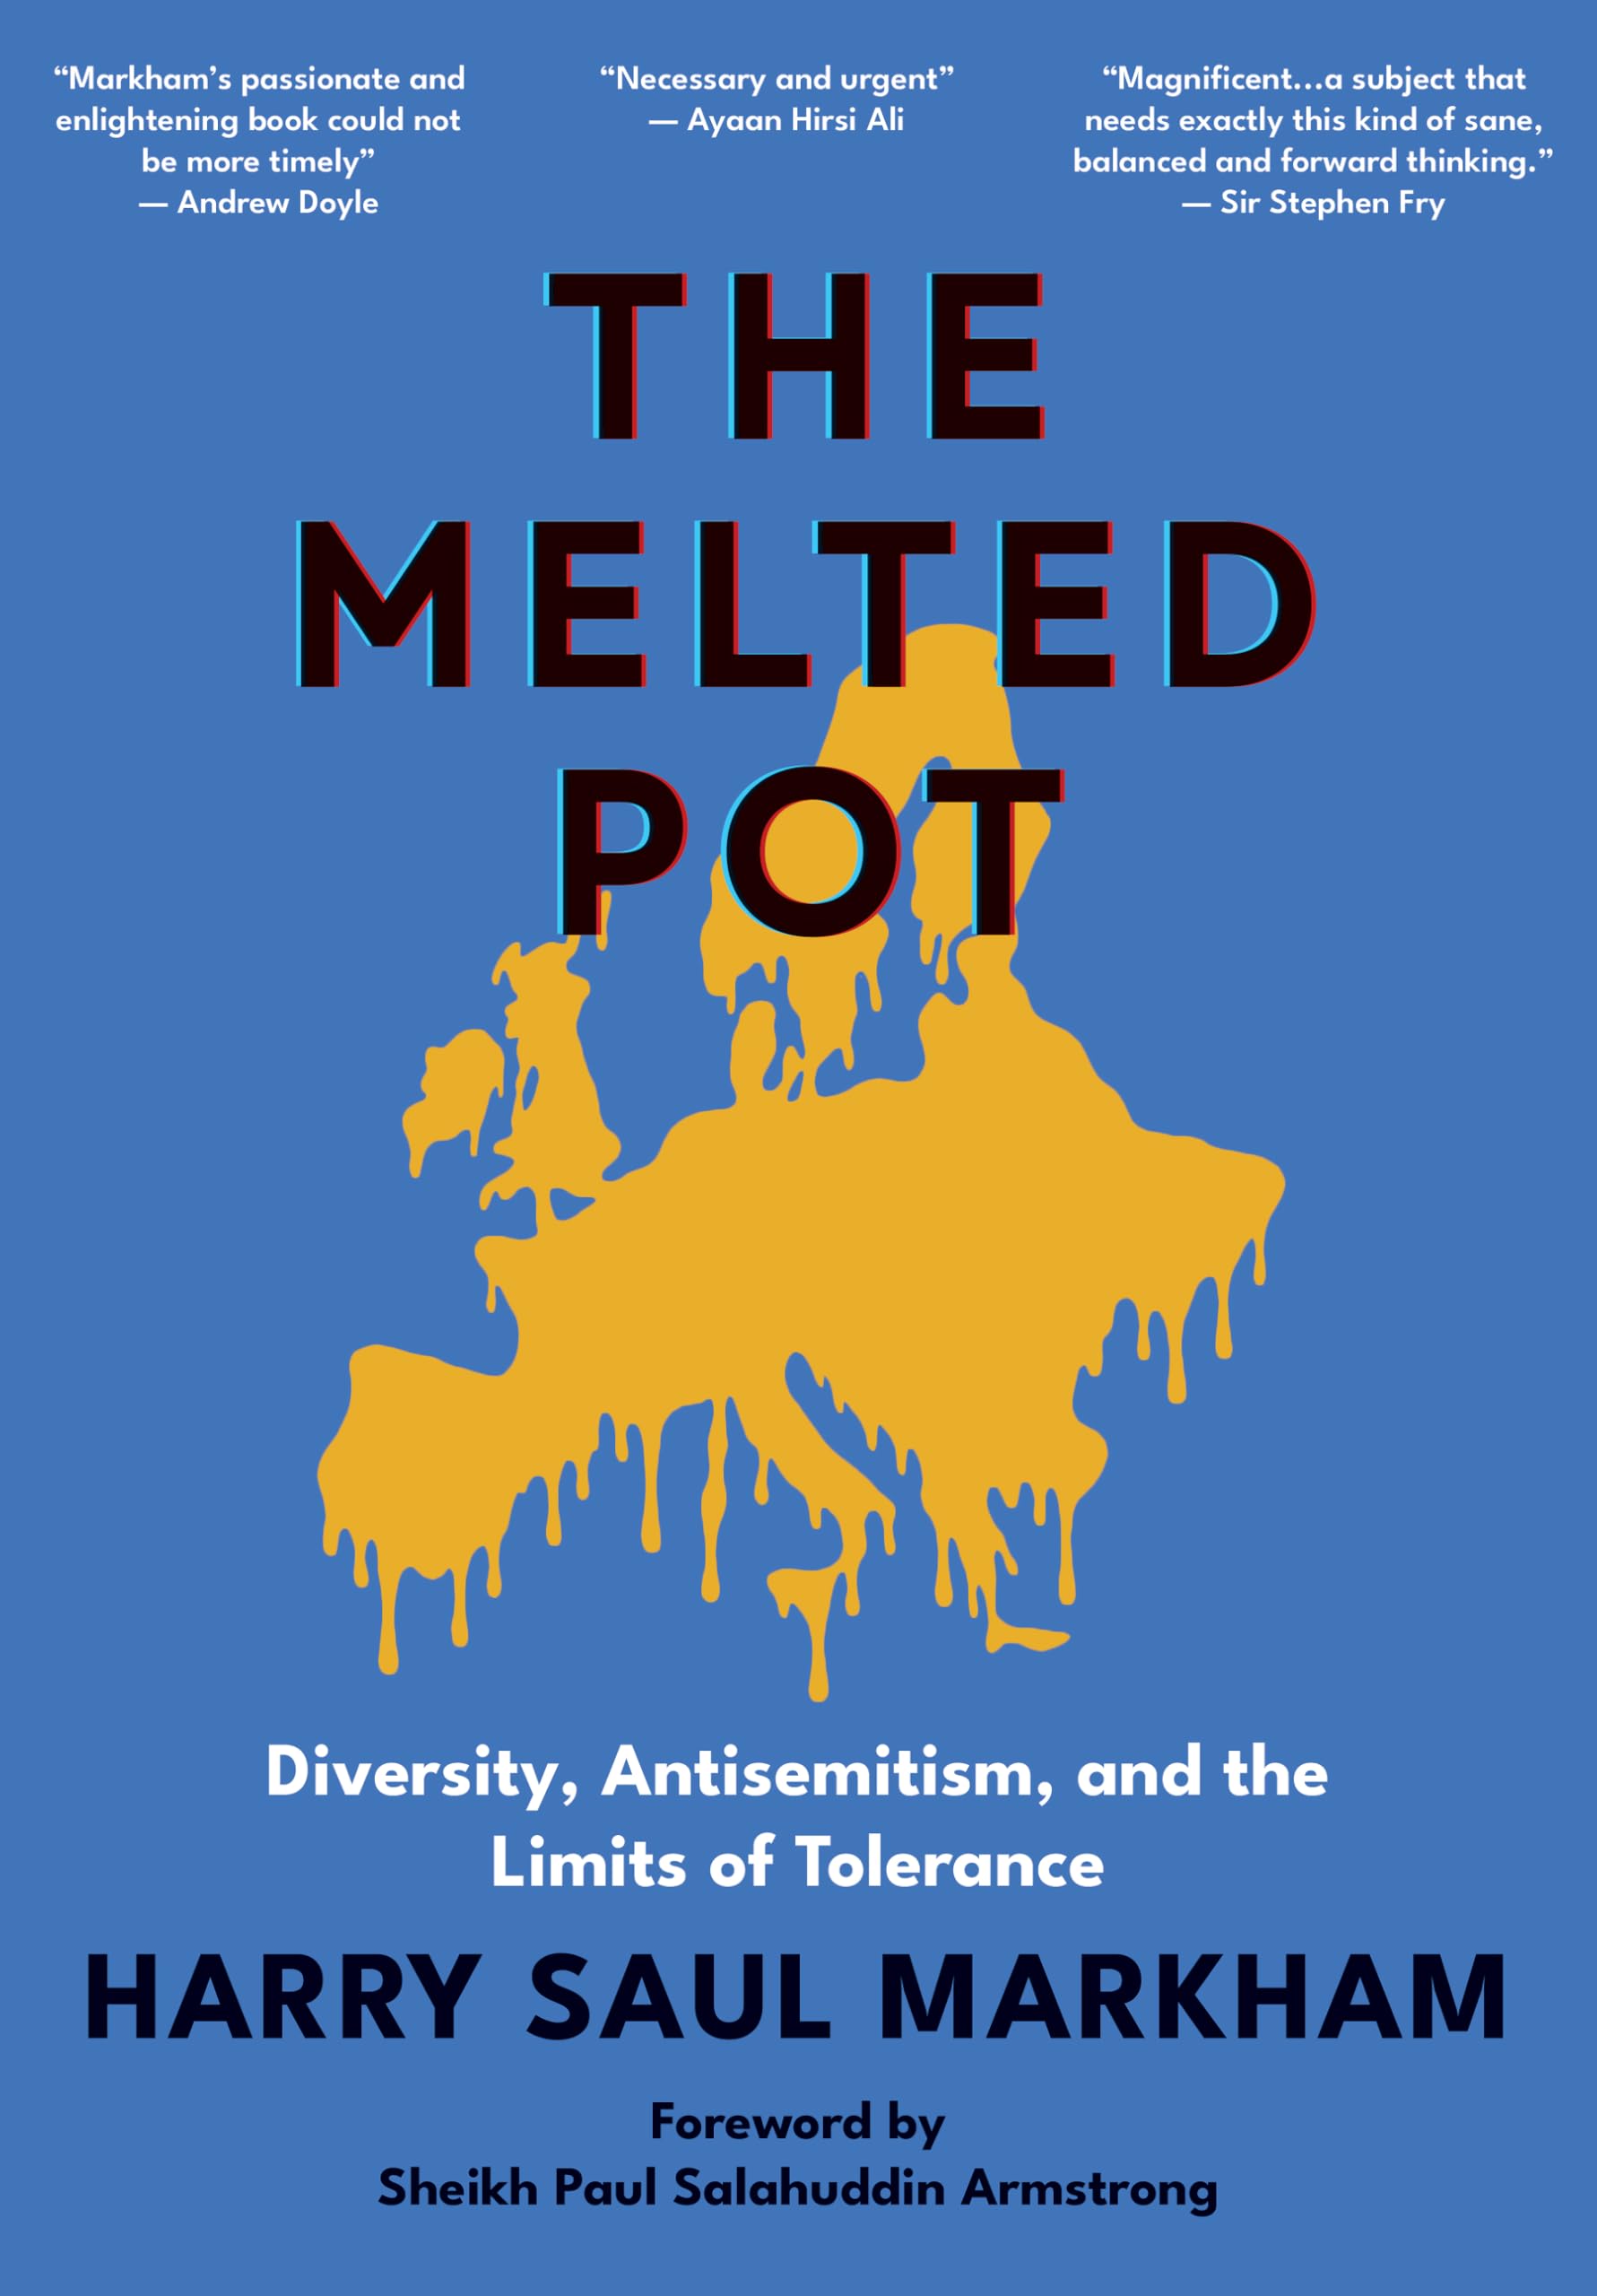 “Markham’s passionate and
enlightening book could not
be more timely”
— Andrew Doyle
“Necessary and urgent”
— Ayaan Hirsi Ali
“Magnificent...a subject that
needs exactly this kind of sane,
balanced and forward thinking.”
— Sir Stephen Fry
THE
MELTED
POT
Diversity, Antisemitism, and the
Limits of Tolerance
HARRY SAUL MARKHAM
Foreword by
Sheikh Paul Salahuddin Armstrong